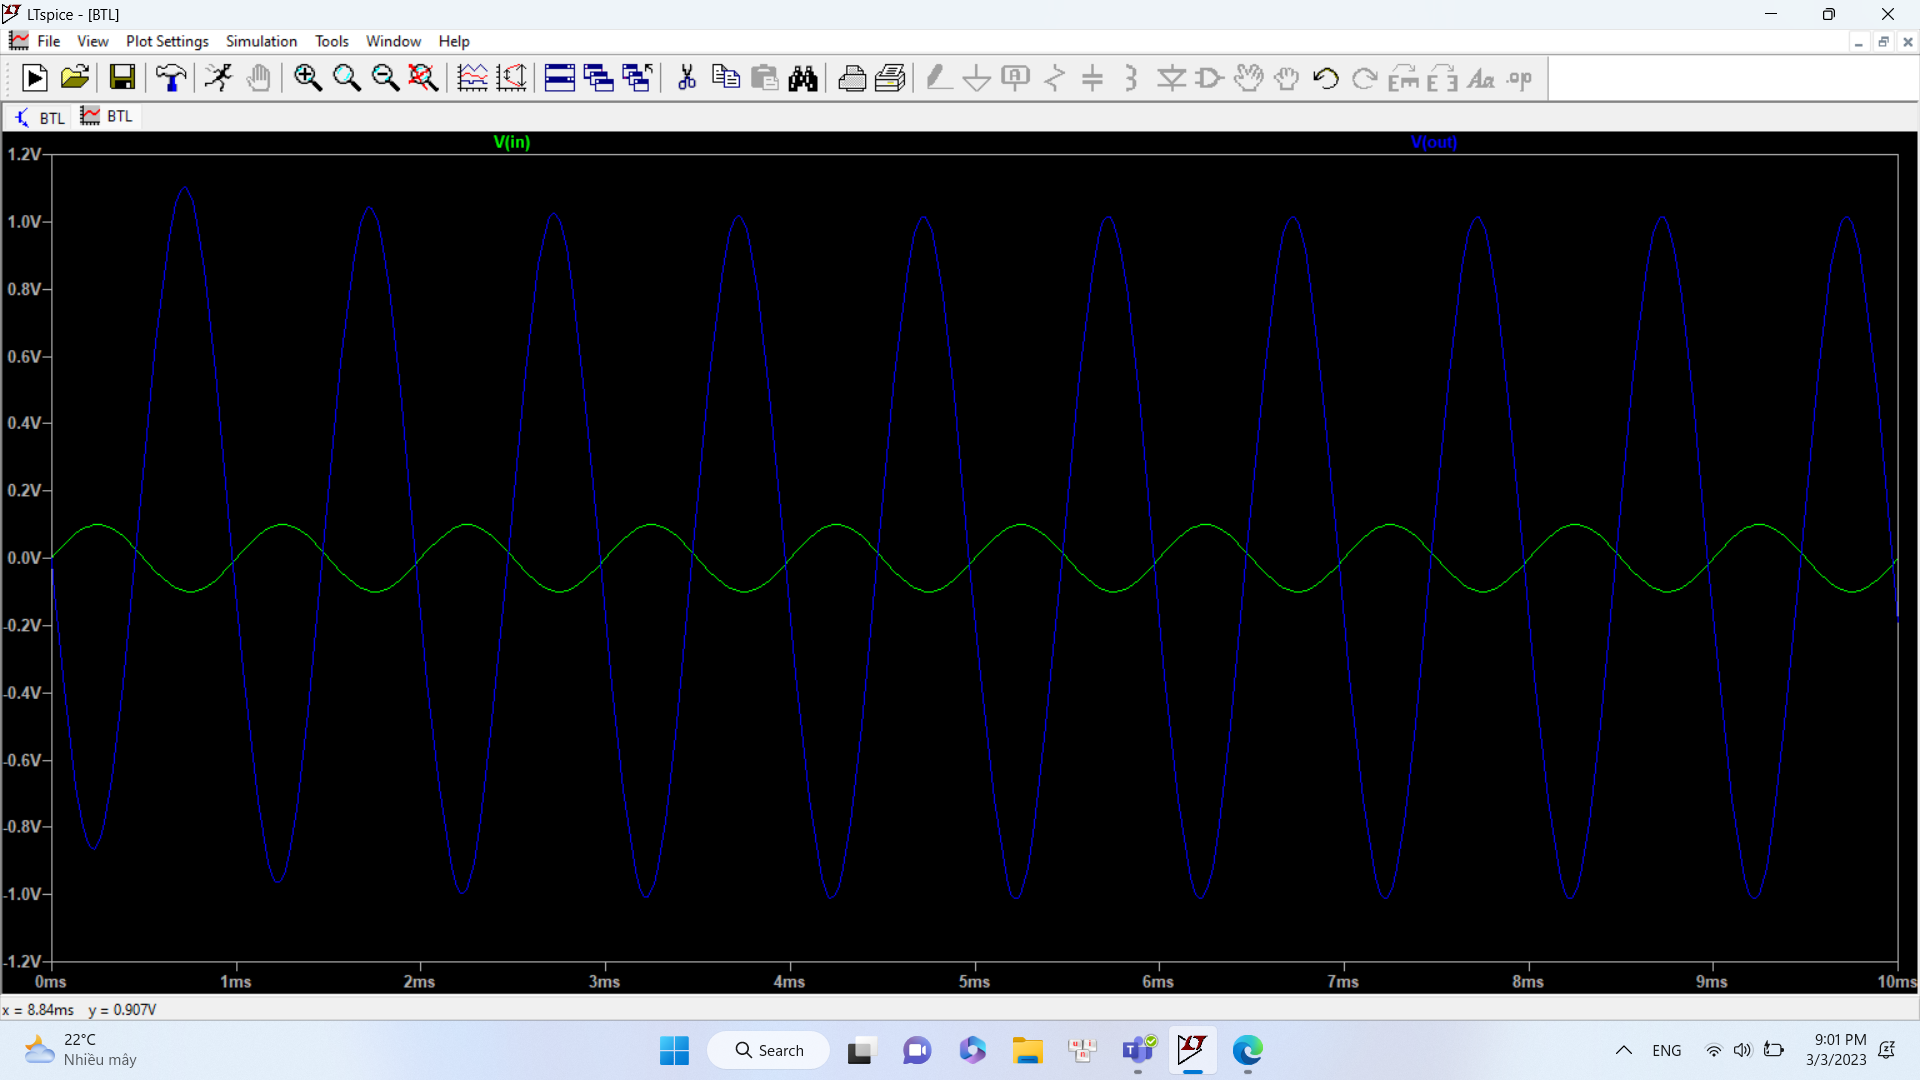 LTspice - [BTL]
File View Plot Settings Simulation Tools Window Help
Aa .op
BTL BTL
V(in) V(out)
1.2V
1.0V
0.8V
0.6V
0.4V
0.2V
0.0V
-0.2V
-0.4V
-0.6V
-0.8V
-1.0V
-1.2V
0ms 1ms 2ms 3ms 4ms 5ms 6ms 7ms 8ms 9ms 10ms
x = 8.84ms y = 0.907V
22°C
Nhiều mây
Search
ENG
9:01 PM
3/3/2023